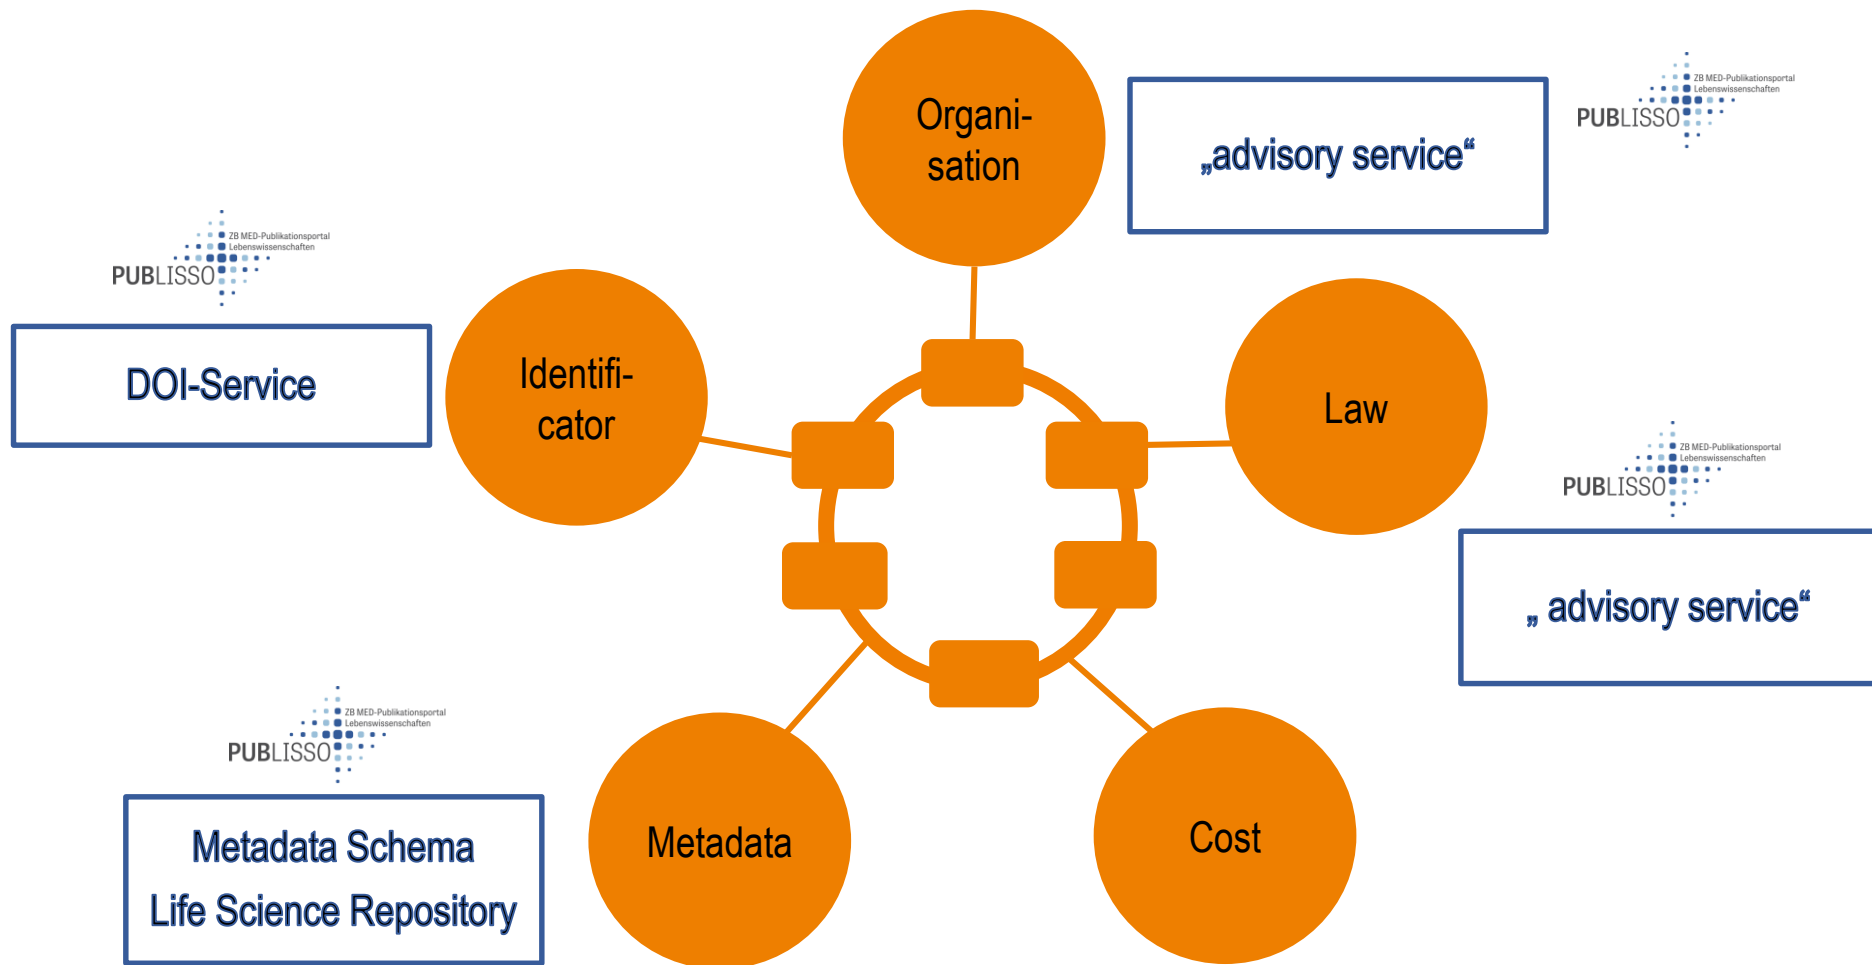 Organi-
sation
„advisory service“
ZB MED-Publikationsportal
Lebenswissenschaften
PUBLISSO
ZB MED-Publikationsportal
Lebenswissenschaften
PUBLISSO
DOI-Service
Identifi-
cator
Law
ZB MED-Publikationsportal
Lebenswissenschaften
PUBLISSO
„ advisory service“
ZB MED-Publikationsportal
Lebenswissenschaften
PUBLISSO
Metadata Schema
Life Science Repository
Metadata
Cost